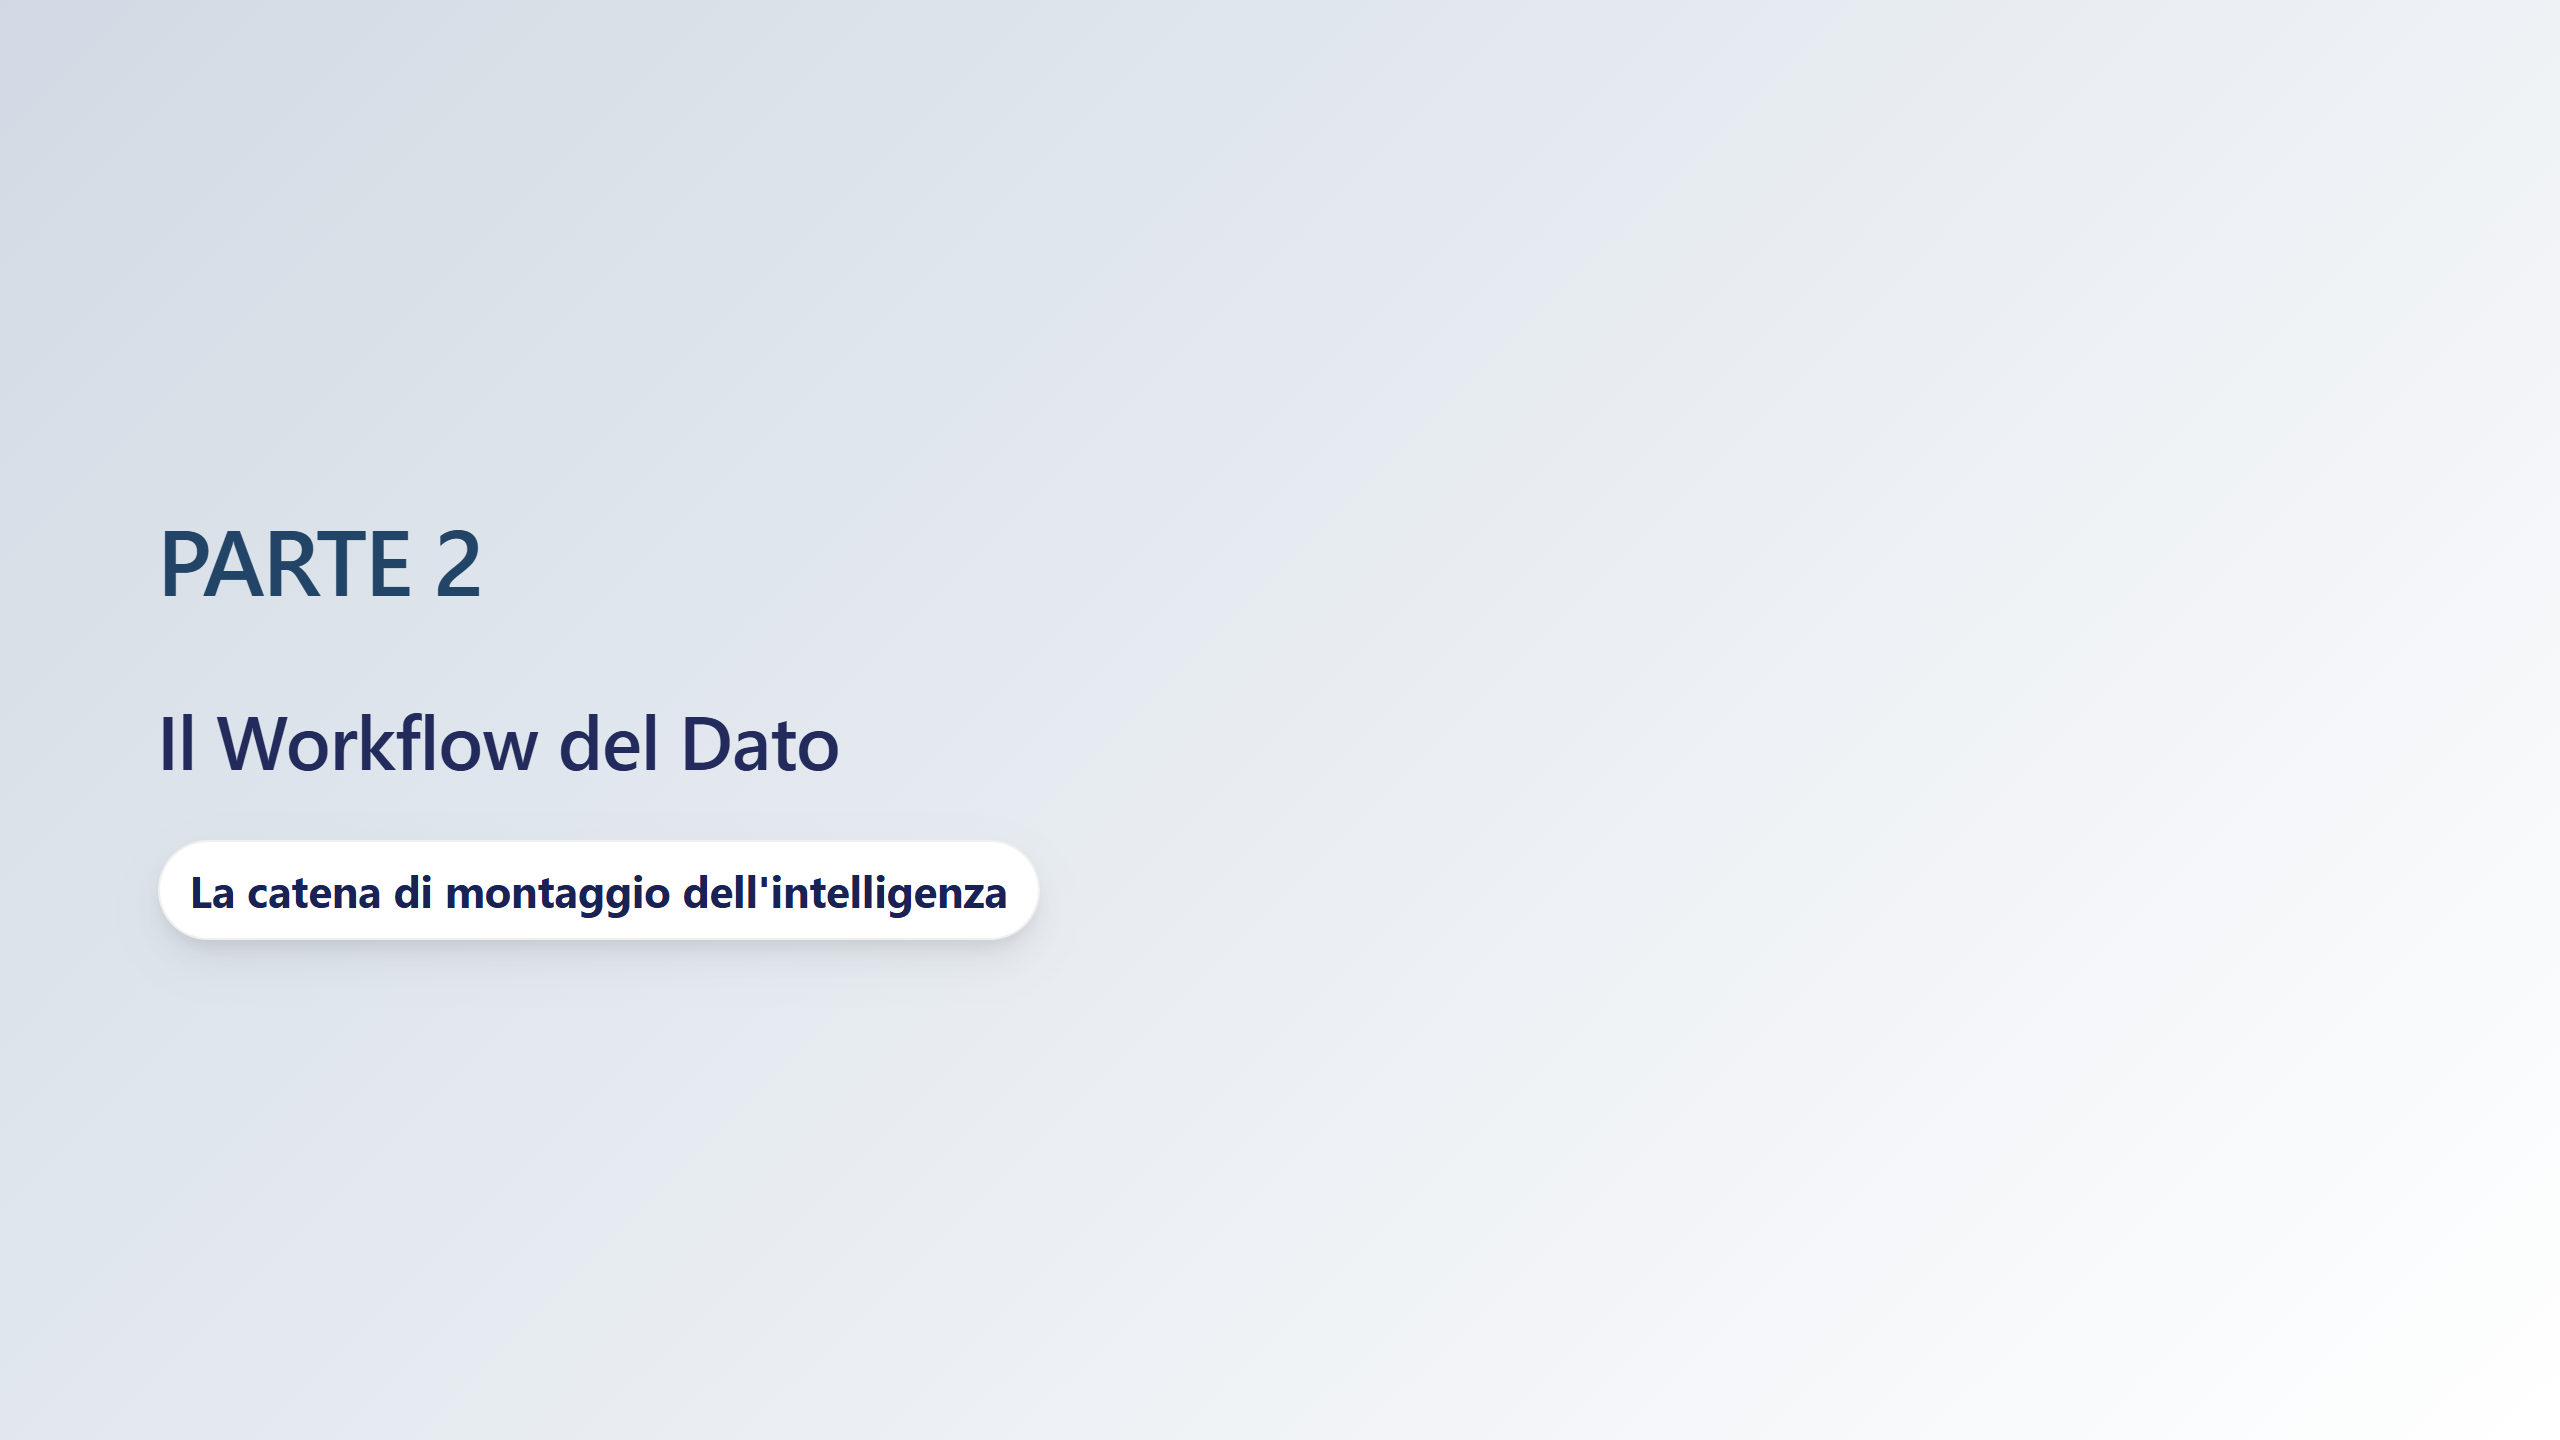 PARTE 2
Il Workflow del Dato
La catena di montaggio dell'intelligenza